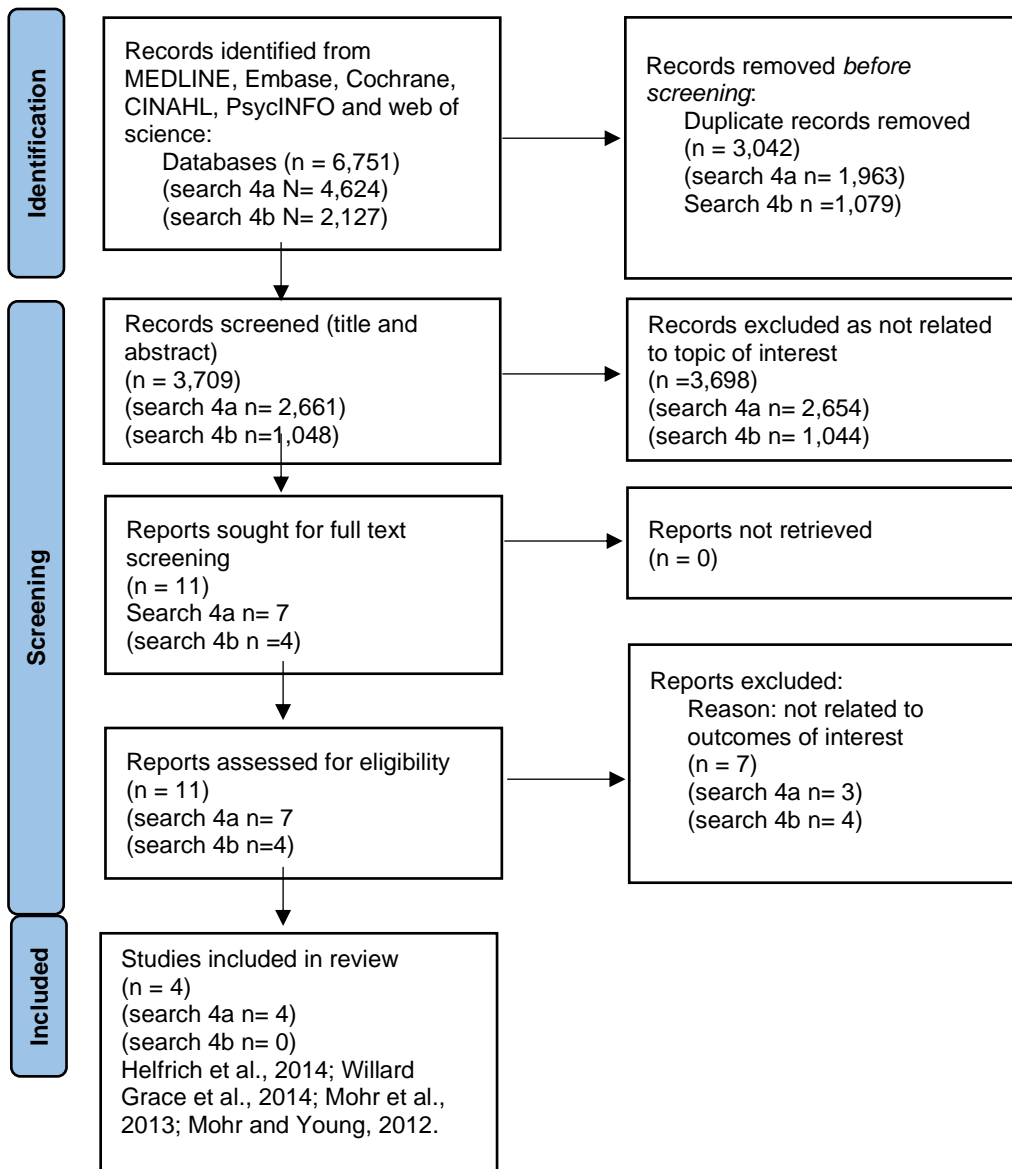 Identification
Records identified from
MEDLINE, Embase, Cochrane,
CINAHL, PsycINFO and web of
science:
Databases (n = 6,751)
(search 4a N= 4,624)
(search 4b N= 2,127)
Records removed before
screening:
Duplicate records removed
(n = 3,042)
(search 4a n= 1,963)
Search 4b n =1,079)
Screening
Records screened (title and
abstract)
(n = 3,709)
(search 4a n= 2,661)
(search 4b n=1,048)
Records excluded as not related
to topic of interest
(n =3,698)
(search 4a n= 2,654)
(search 4b n= 1,044)
Reports sought for full text
screening
(n = 11)
Search 4a n= 7
(search 4b n =4)
Reports not retrieved
(n = 0)
Reports assessed for eligibility
(n = 11)
(search 4a n= 7
(search 4b n=4)
Reports excluded:
Reason: not related to
outcomes of interest
(n = 7)
(search 4a n= 3)
(search 4b n= 4)
Included
Studies included in review
(n = 4)
(search 4a n= 4)
(search 4b n= 0)
Helfrich et al., 2014; Willard
Grace et al., 2014; Mohr et al.,
2013; Mohr and Young, 2012.